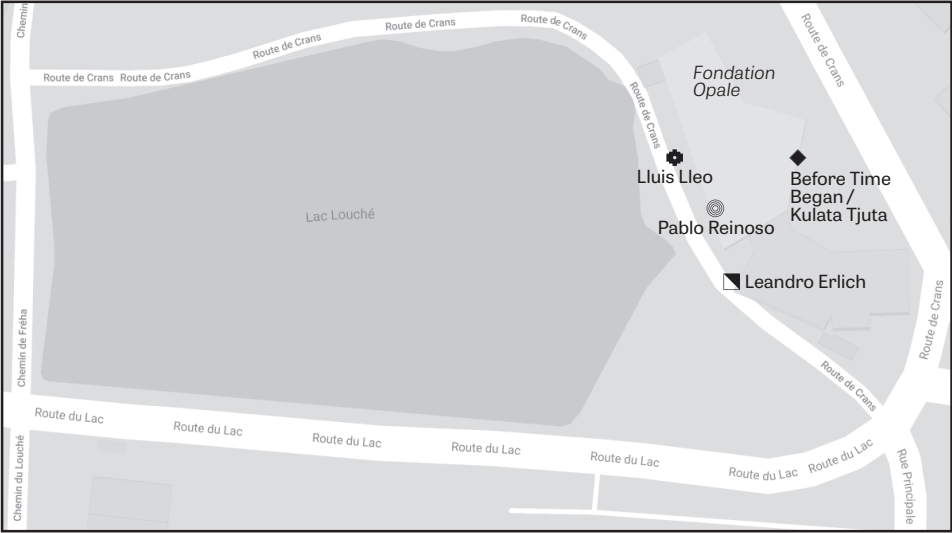 Chemin
Route de Crans
Route de Crans
Route de Crans
Route de Crans
Route de Crans
Route de Crans
Route de Crans
Route de Crans
Fondation
Opale
Lluis Lleo
Before Time
Began /
Kulata Tjuta
Pablo Reinoso
Lac Louché
Leandro Erlich
Chemin de Fréha
Route de Crans
Route de Crans
Route du Lac
Route du Lac
Route du Lac
Route du Lac
Route du Lac
Route du Lac
Route du Lac
Chemin du Louché
Rue Principale